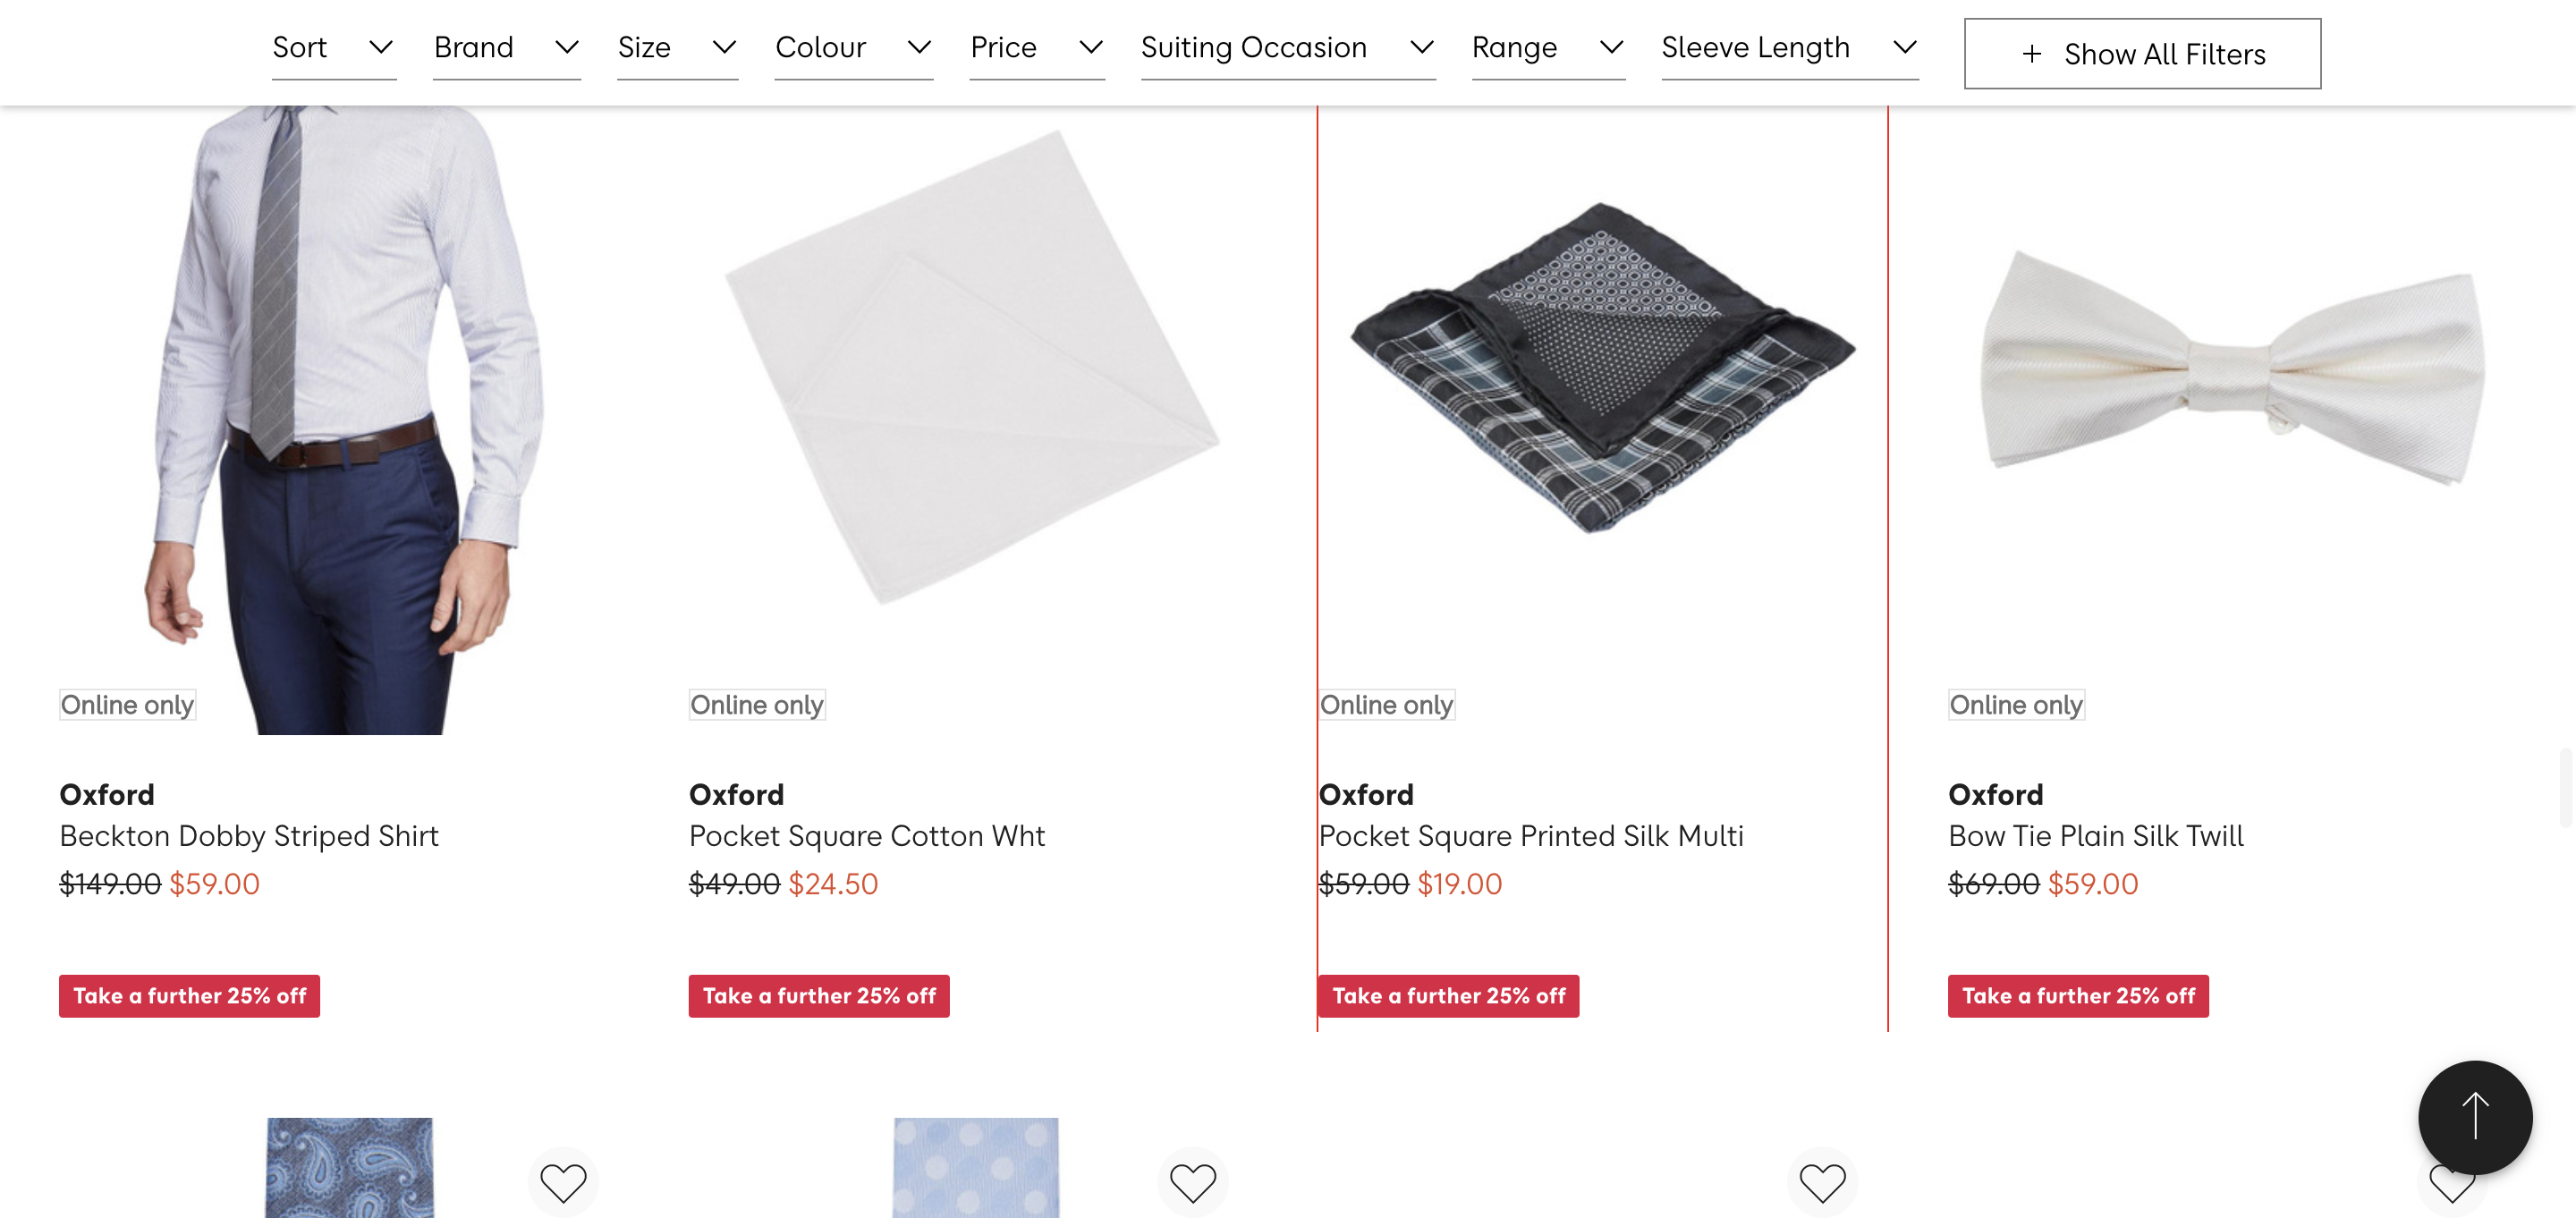 Sort Brand Size Colour Price Suiting Occasion Range Sleeve Length + Show All Filters
Online only
Oxford
Beckton Dobby Striped Shirt
$149.00 $59.00
Take a further 25% off
Online only
Oxford
Pocket Square Cotton Wht
$49.00 $24.50
Take a further 25% off
Online only
Oxford
Pocket Square Printed Silk Multi
$59.00 $19.00
Take a further 25% off
Online only
Oxford
Bow Tie Plain Silk Twill
$69.00 $59.00
Take a further 25% off